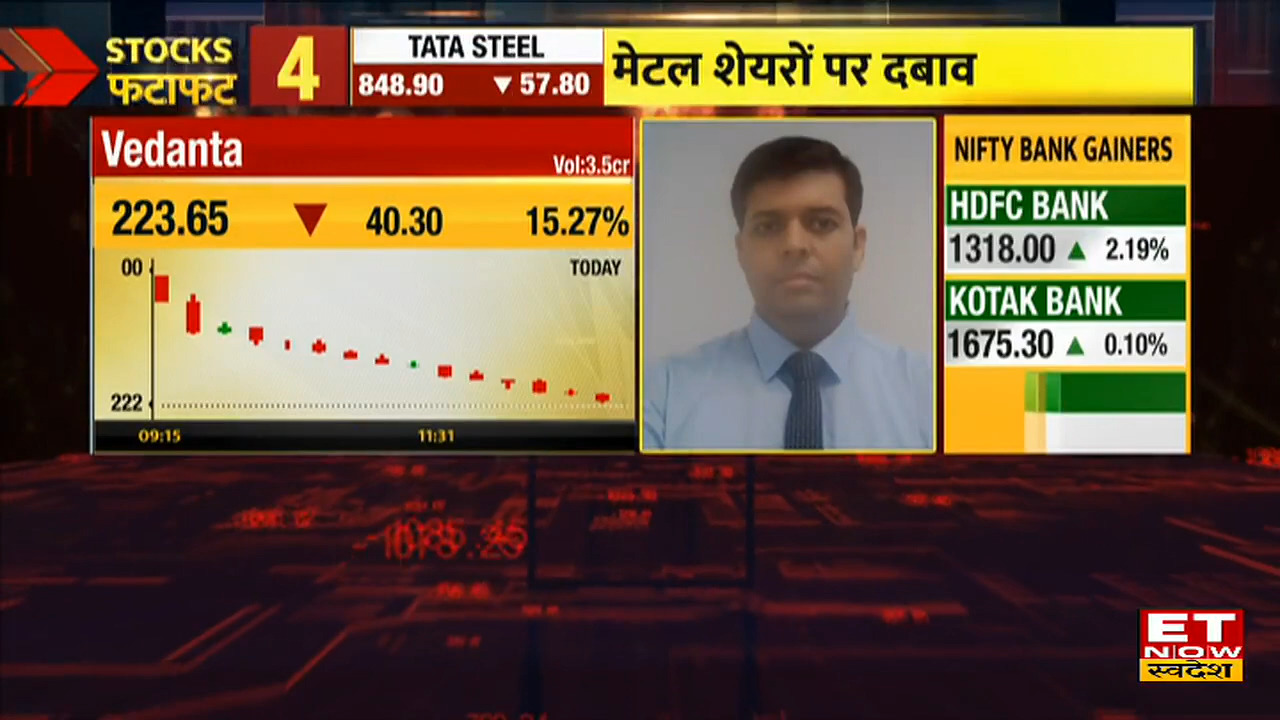 STOCKS
फटाफट
4
TATA STEEL
848.90 ▼57.80
मेटल शेयरों पर दबाव
Vedanta
Vol:3.5cr
223.65 ▼ 40.30 15.27%
00
TODAY
222
09:15 11:31
NIFTY BANK GAINERS
HDFC BANK
1318.00 ▲ 2.19%
KOTAK BANK
1675.30 ▲ 0.10%
ET
NOW
स्वदेश